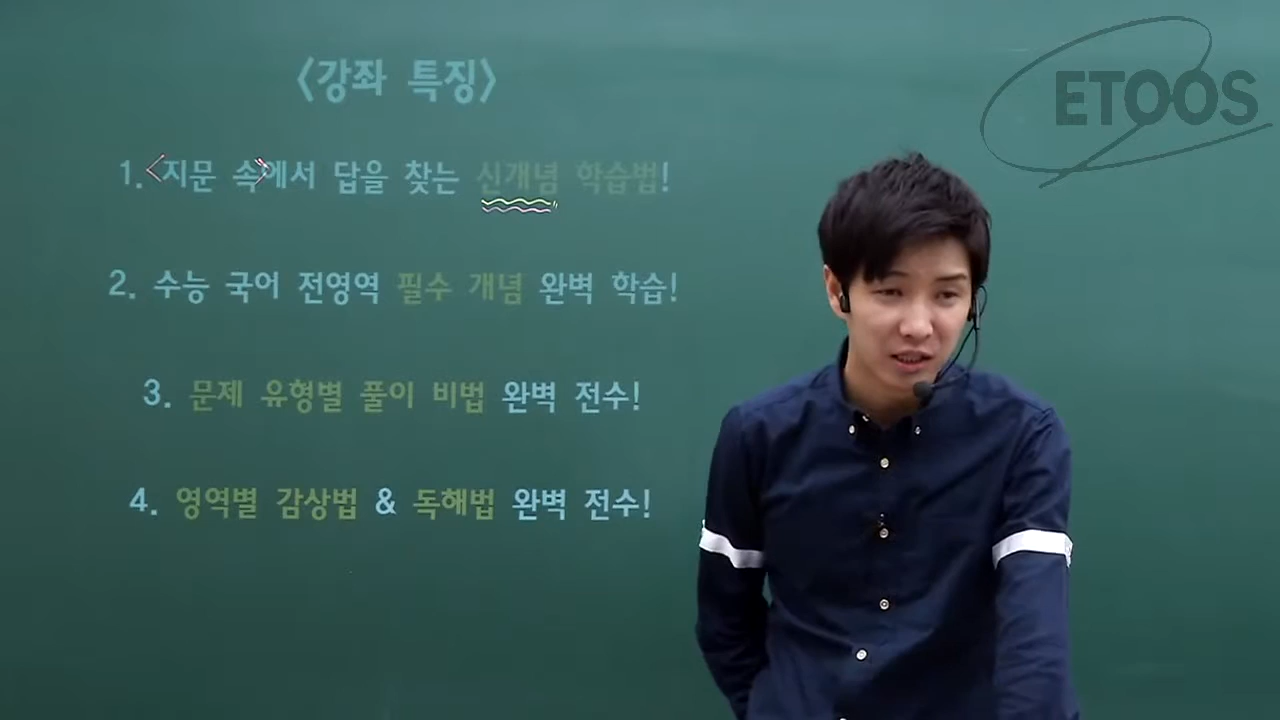 <강좌 특징>
ETOOS
1. <지문 속>에서 답을 찾는 신개념 학습법!
2. 수능 국어 전영역 필수 개념 완벽 학습!
3. 문제 유형별 풀이 비법 완벽 전수!
4. 영역별 감상법 & 독해법 완벽 전수!